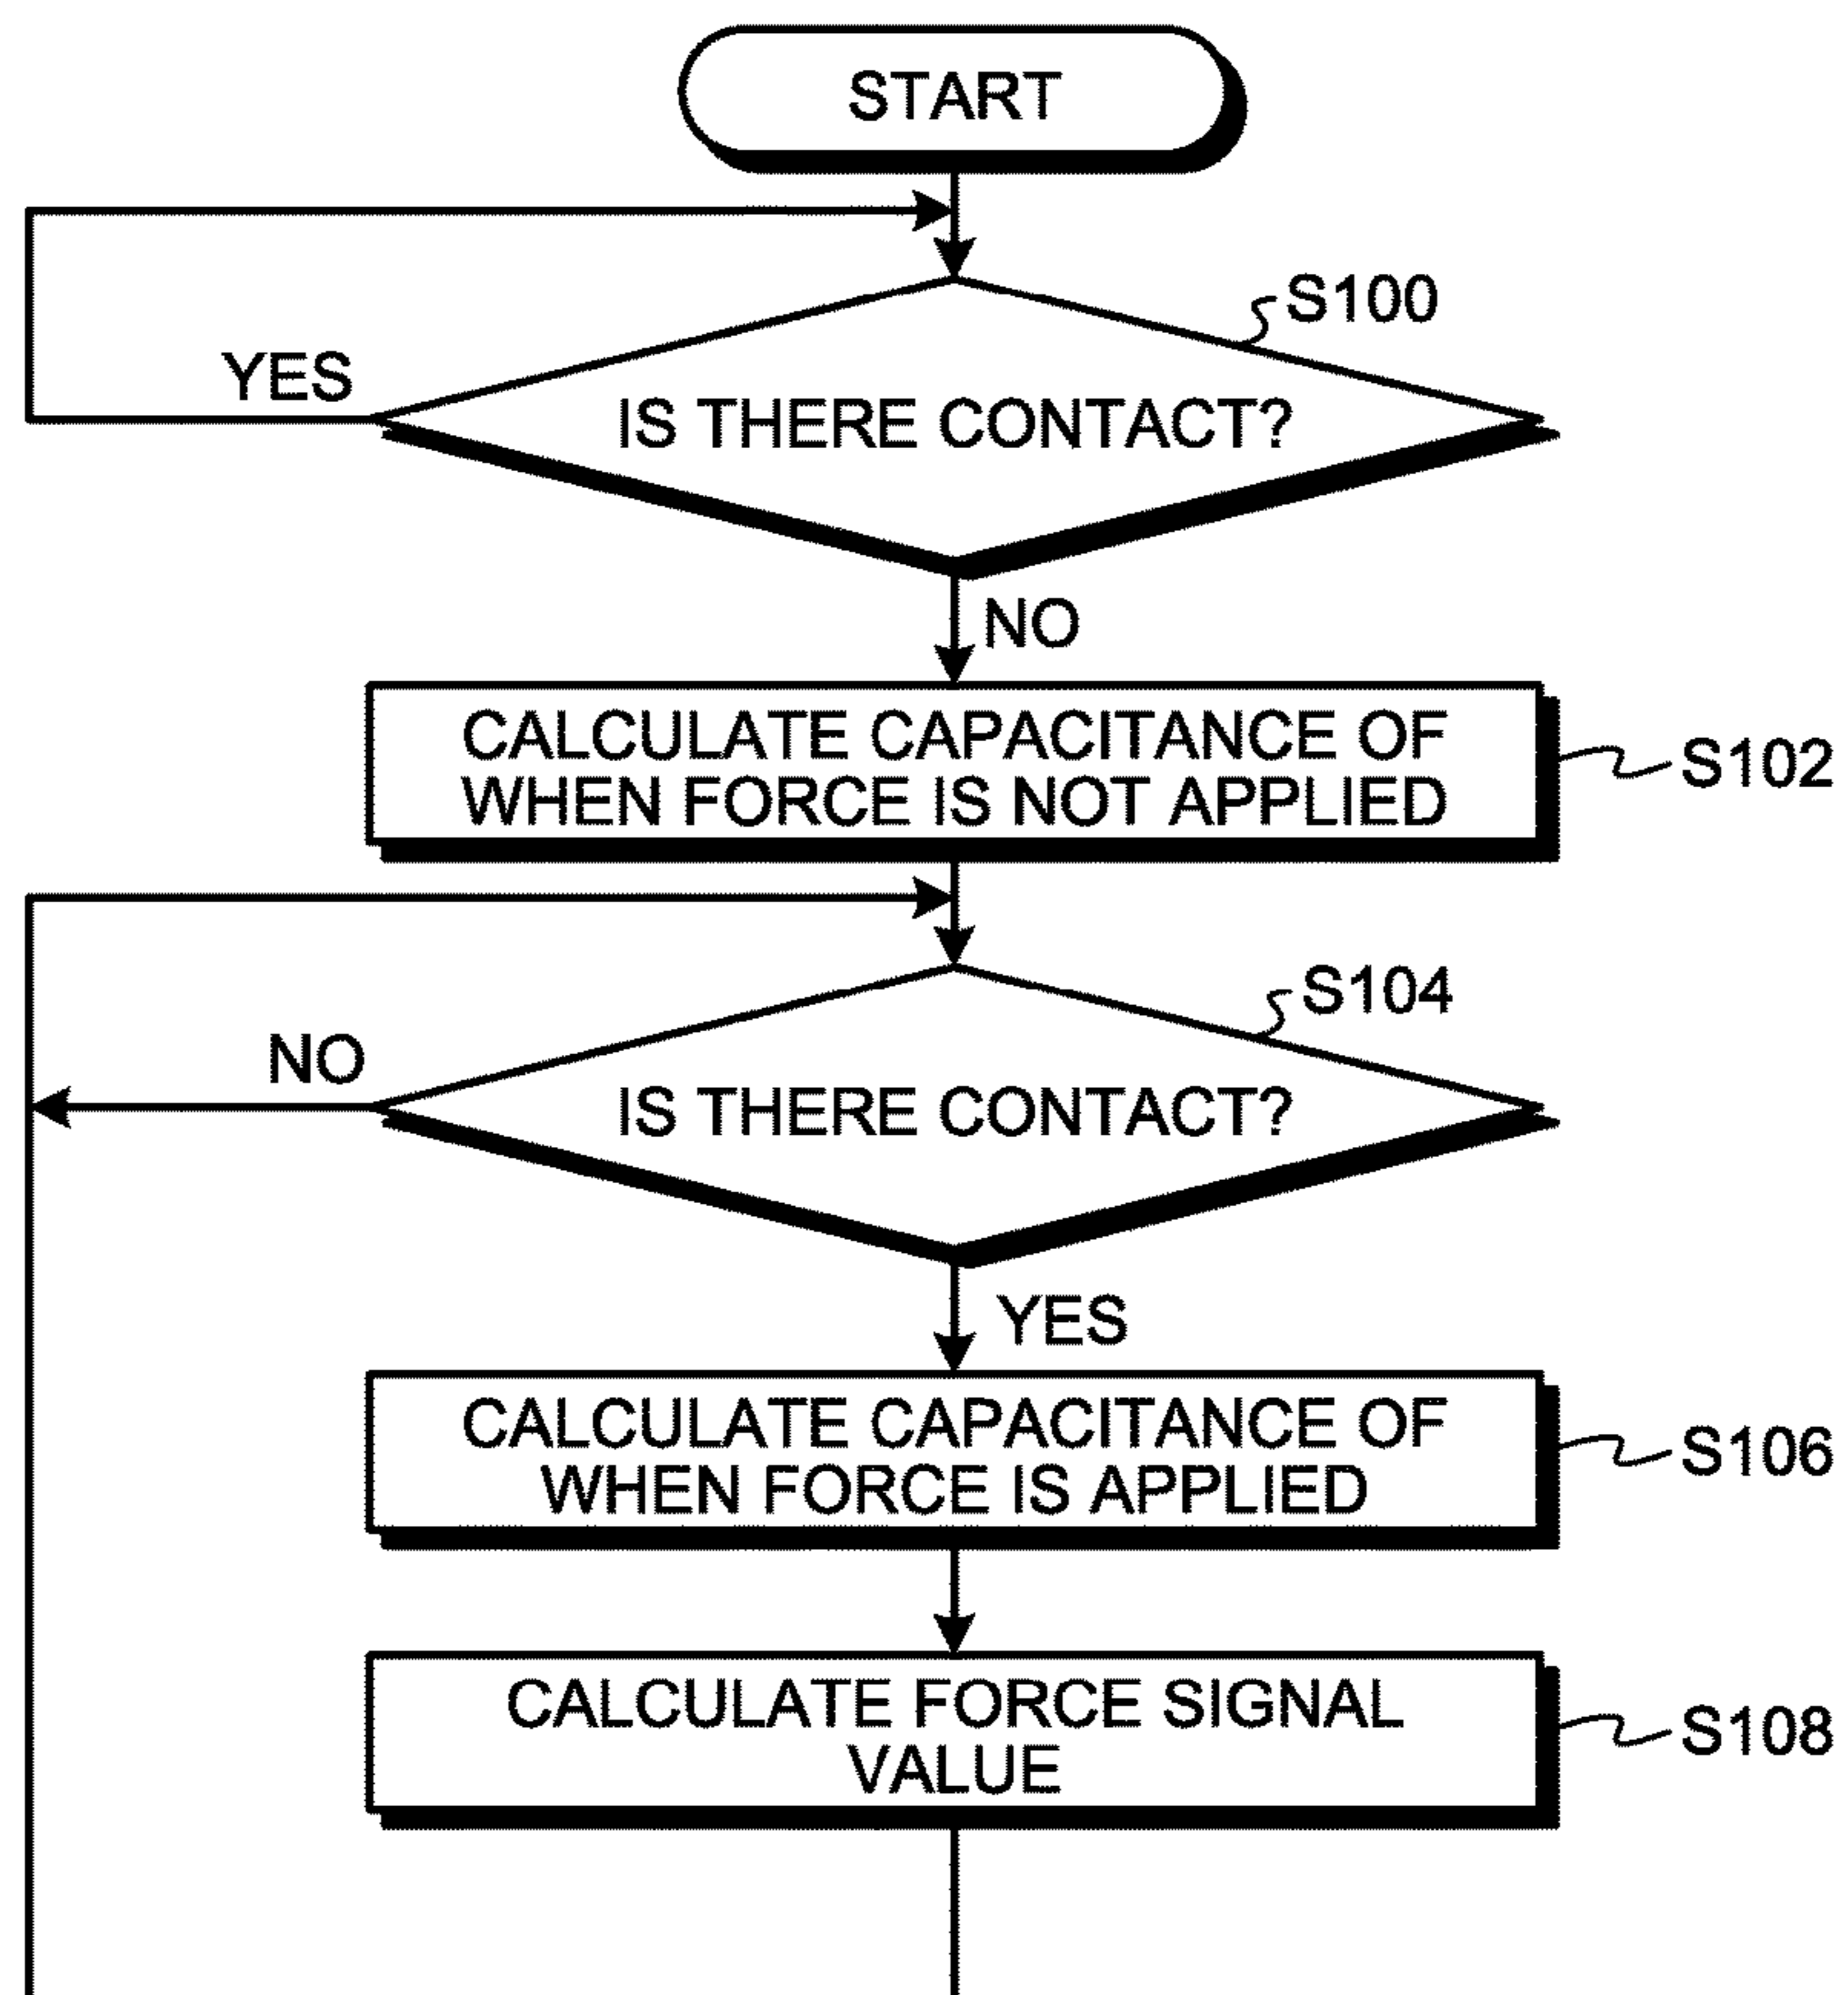 START
S100
YES
IS THERE CONTACT?
NO
CALCULATE CAPACITANCE OF
WHEN FORCE IS NOT APPLIED
S102
S104
NO
IS THERE CONTACT?
YES
CALCULATE CAPACITANCE OF
WHEN FORCE IS APPLIED
S106
CALCULATE FORCE SIGNAL
VALUE
S108